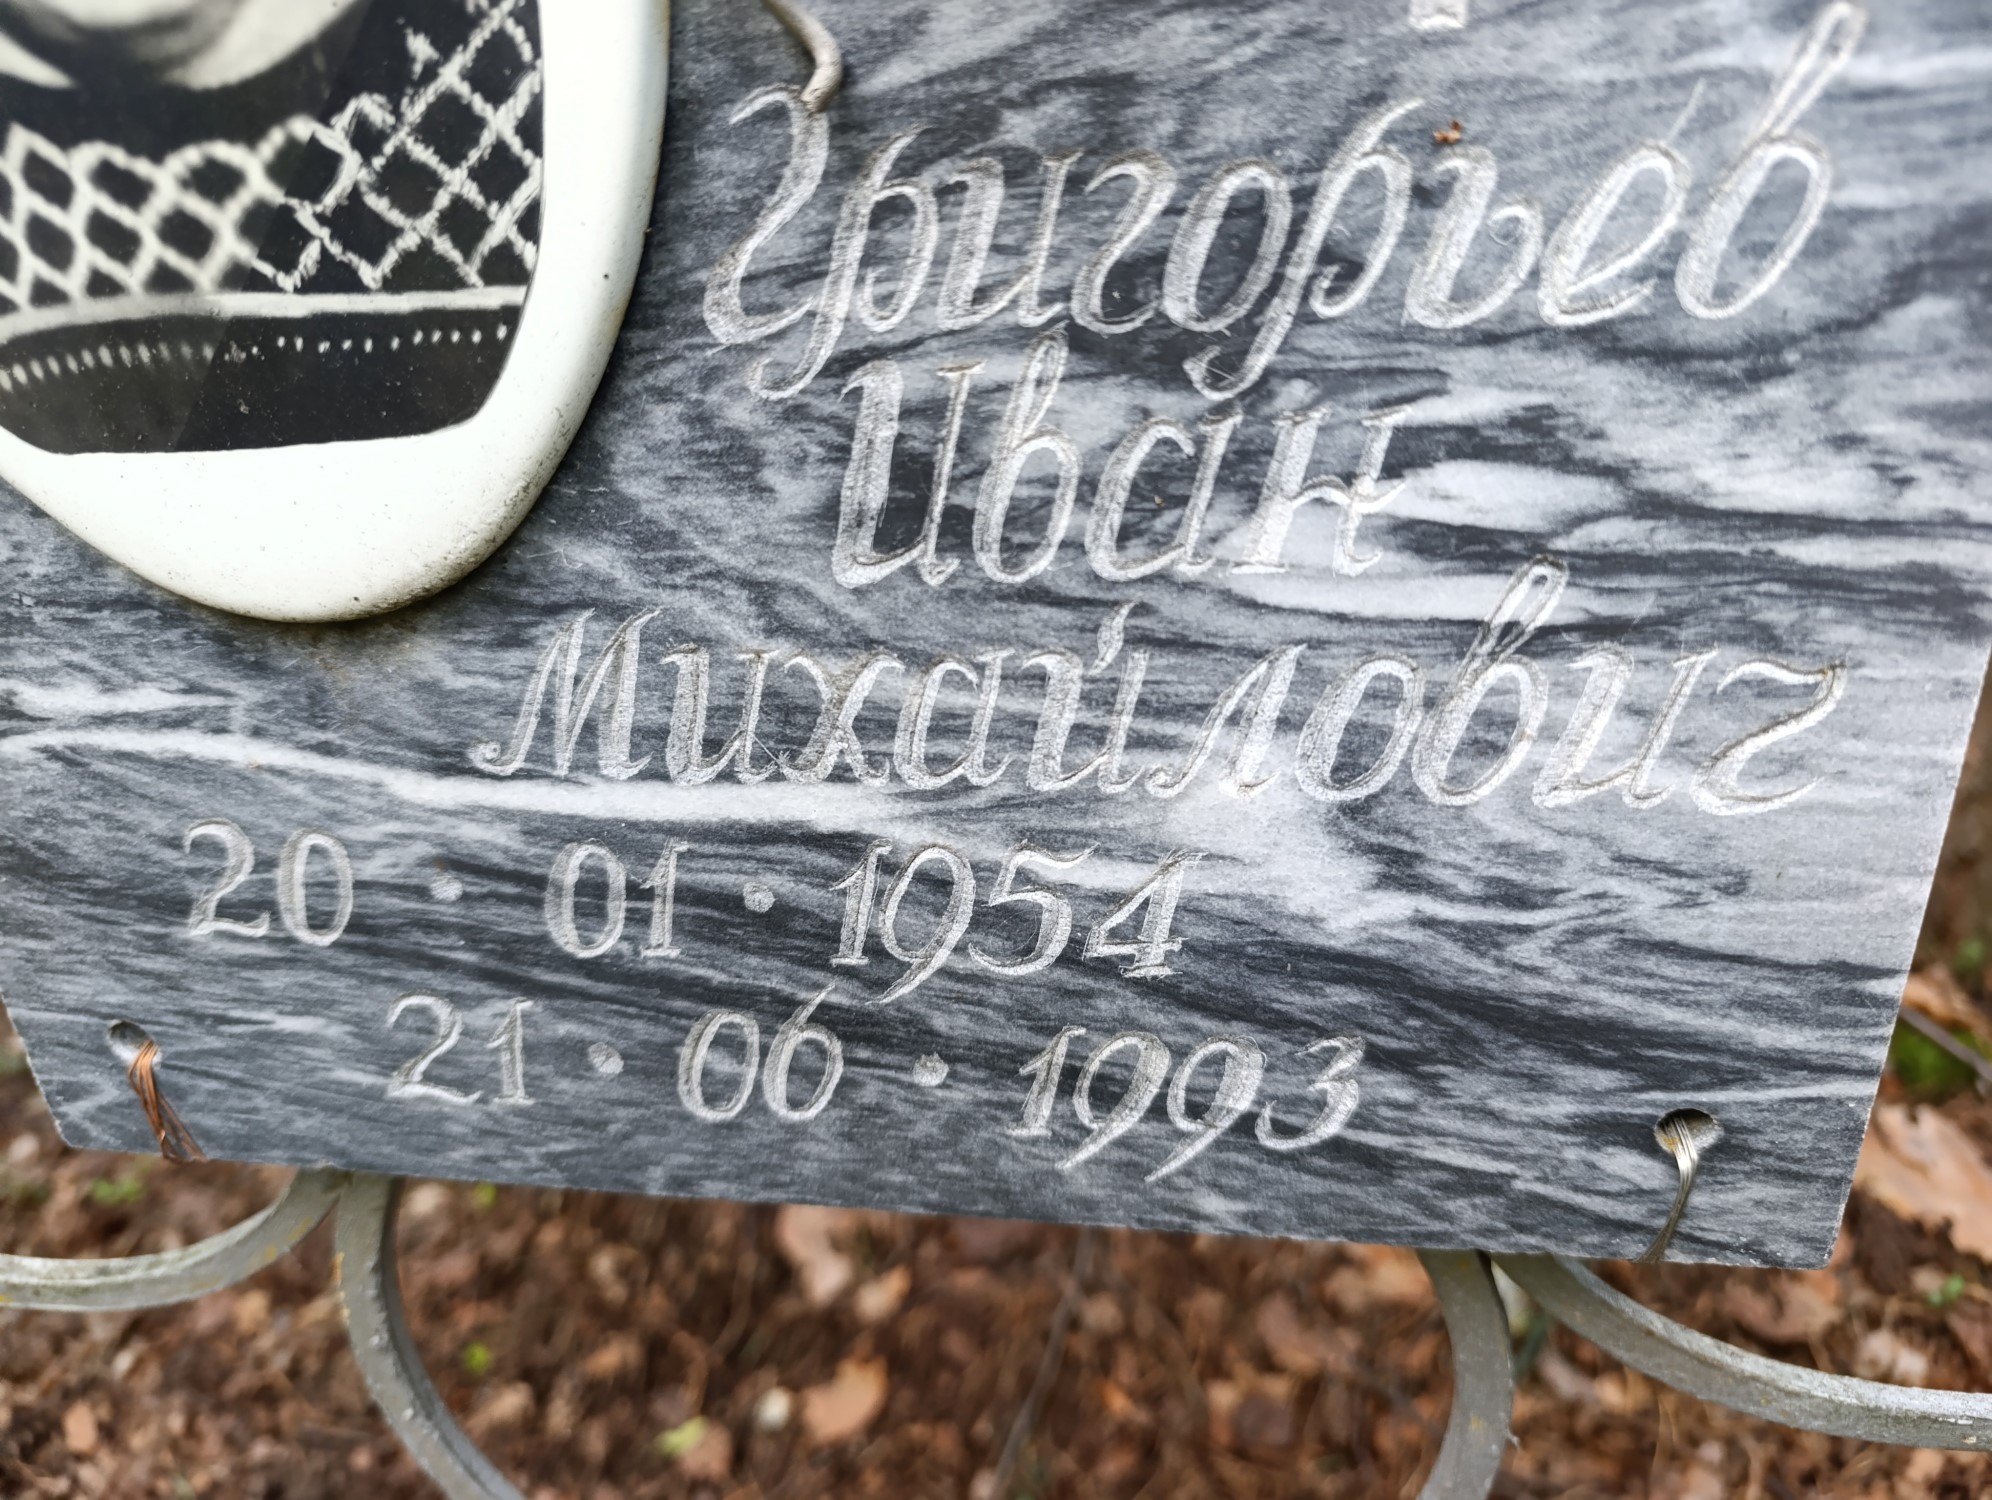 Григорьев
Иван
Михайлович
20 · 01 · 1954
21 · 06 · 1993